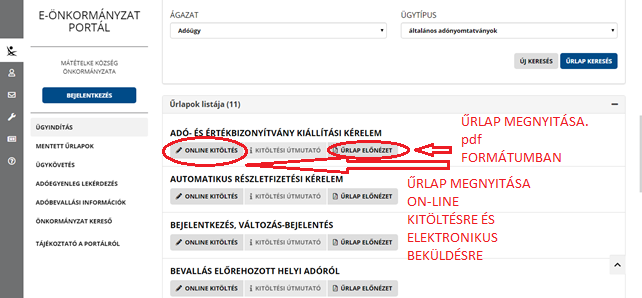 E-ÖNKORMÁNYZAT
PORTÁL
MÁTÉTELKE KÖZSÉG
ÖNKORMÁNYZATA
BEJELENTKEZÉS
ÜGYINDÍTÁS
MENTETT ŰRLAPOK
ÜGYKÖVETÉS
ADÓEGYENLEG LEKÉRDEZÉS
ADÓBEVALLÁSI INFORMÁCIÓK
ÖNKORMÁNYZAT KERESŐ
TÁJÉKOZTATÓ A PORTÁLRÓL
ÁGAZAT
Adóügy
ÜGYTÍPUS
általános adónyomtatványok
ÚJ KERESÉS
ŰRLAP KERESÉS
Űrlapok listája (11)
ADÓ- ÉS ÉRTÉKBIZONYÍTVÁNY KIÁLLÍTÁSI KÉRELEM
ONLINE KITÖLTÉS KITÖLTÉSI ÚTMUTATÓ ŰRLAP ELŐNÉZET
AUTOMATIKUS RÉSZLETFIZETÉSI KÉRELEM
ONLINE KITÖLTÉS KITÖLTÉSI ÚTMUTATÓ ŰRLAP ELŐNÉZET
BEJELENTKEZÉS, VÁLTOZÁS-BEJELENTÉS
ONLINE KITÖLTÉS KITÖLTÉSI ÚTMUTATÓ ŰRLAP ELŐNÉZET
BEVALLÁS ELŐREHOZOTT HELYI ADÓRÓL
ONLINE KITÖLTÉS KITÖLTÉSI ÚTMUTATÓ ŰRLAP ELŐNÉZET
ŰRLAP MEGNYITÁSA.
pdf
FORMÁTUMBAN
ŰRLAP MEGNYITÁSA
ON-LINE
KITÖLTÉSRE ÉS
ELEKTRONIKUS
BEKÜLDÉSRE